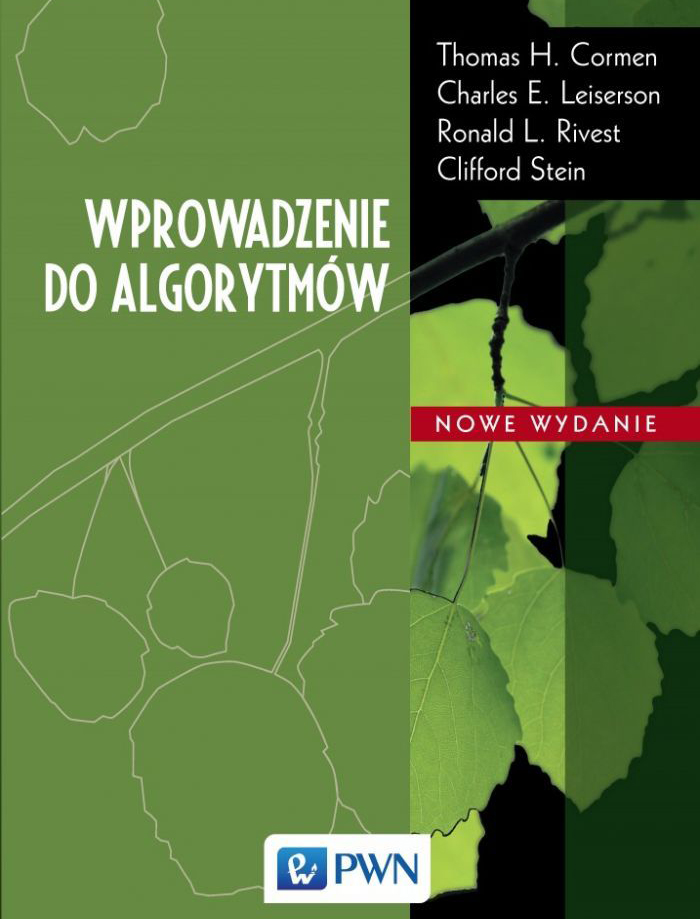 Thomas H. Cormen
Charles E. Leiserson
Ronald L. Rivest
Clifford Stein
WPROWADZENIE
DO ALGORYTMÓW
NOWE WYDANIE
PWN